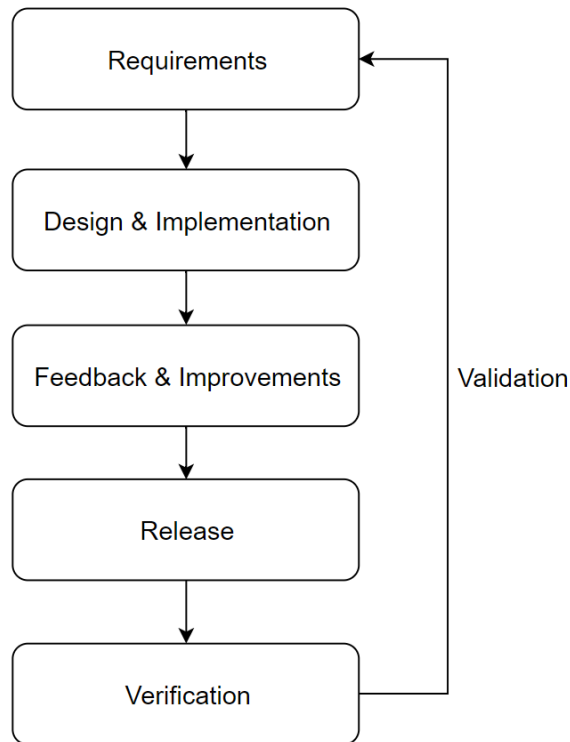 Requirements
Design & Implementation
Feedback & Improvements
Validation
Release
Verification